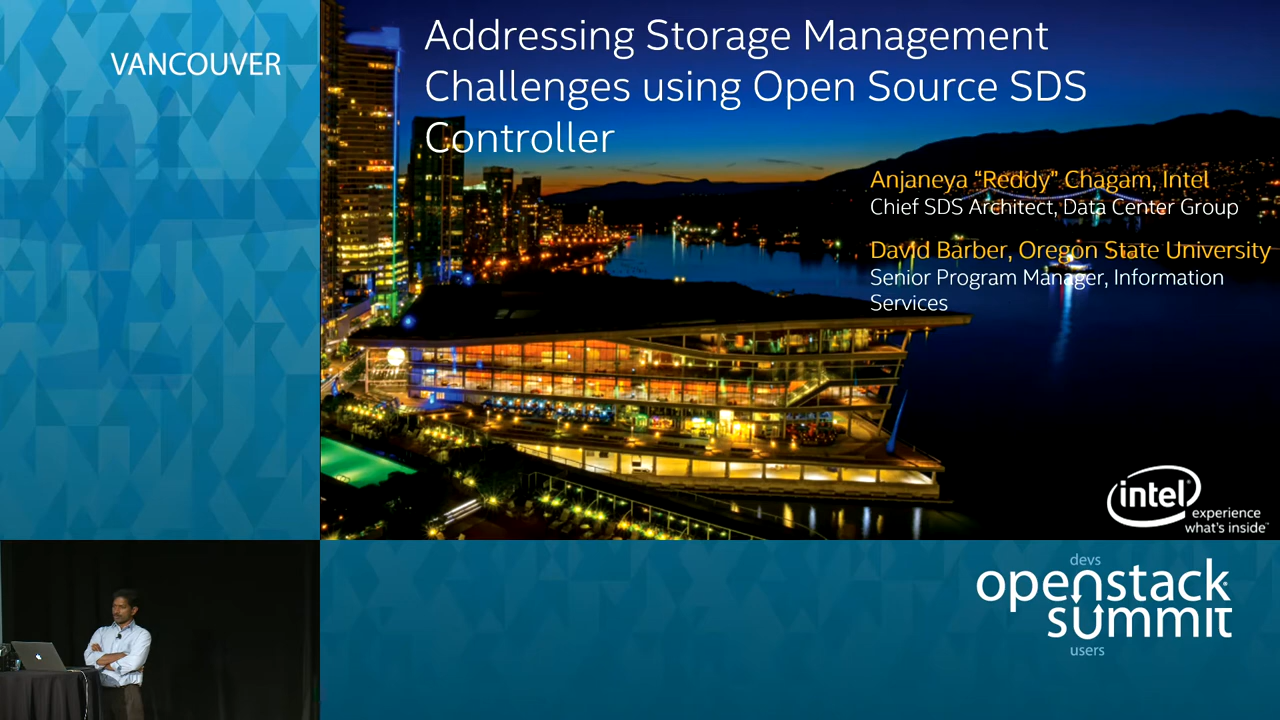 VANCOUVER
Addressing Storage Management
Challenges using Open Source SDS
Controller
Anjaneya “Reddy” Chagam, Intel
Chief SDS Architect, Data Center Group
David Barber, Oregon State University
Senior Program Manager, Information
Services
intel
experience
what's inside™
devs
openstack
summit
users